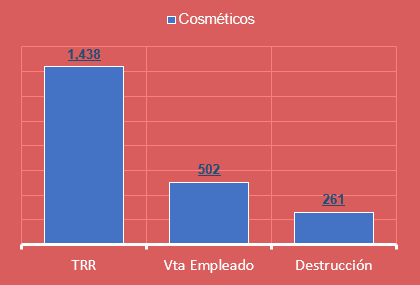 Cosméticos
1,438
502
261
TRR
Vta Empleado
Destrucción